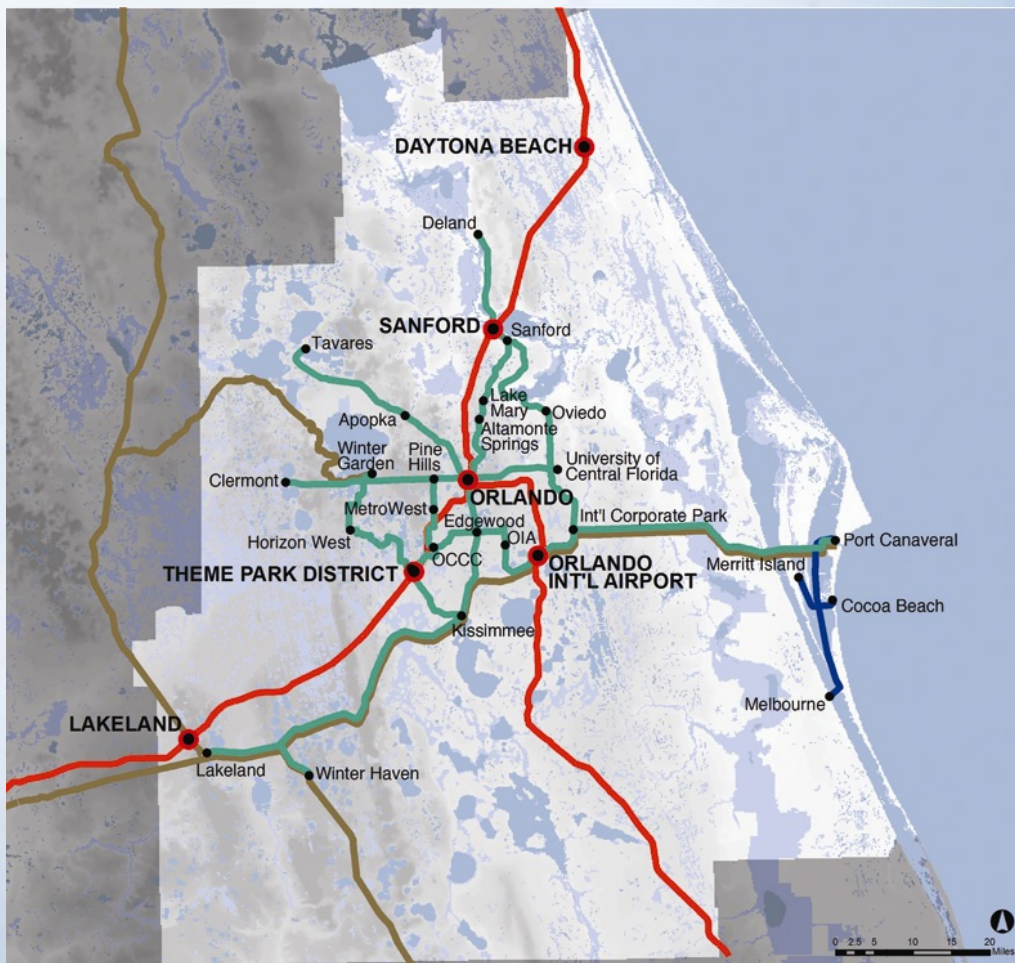 DAYTONA BEACH
Deland
SANFORD
Sanford
Tavares
Lake
Mary
Apopka
Altamonte
Springs
Oviedo
Winter
Garden
Pine
Hills
University of
Central Florida
Clermont
ORLANDO
MetroWest
Edgewood
Int'l Corporate Park
Horizon West
OIA
OCCC
Port Canaveral
THEME PARK DISTRICT
ORLANDO
INT'L AIRPORT
Merritt Island
Cocoa Beach
Kissimmee
Melbourne
LAKELAND
Lakeland
Winter Haven
0 2.5 5 10 15 20
Miles